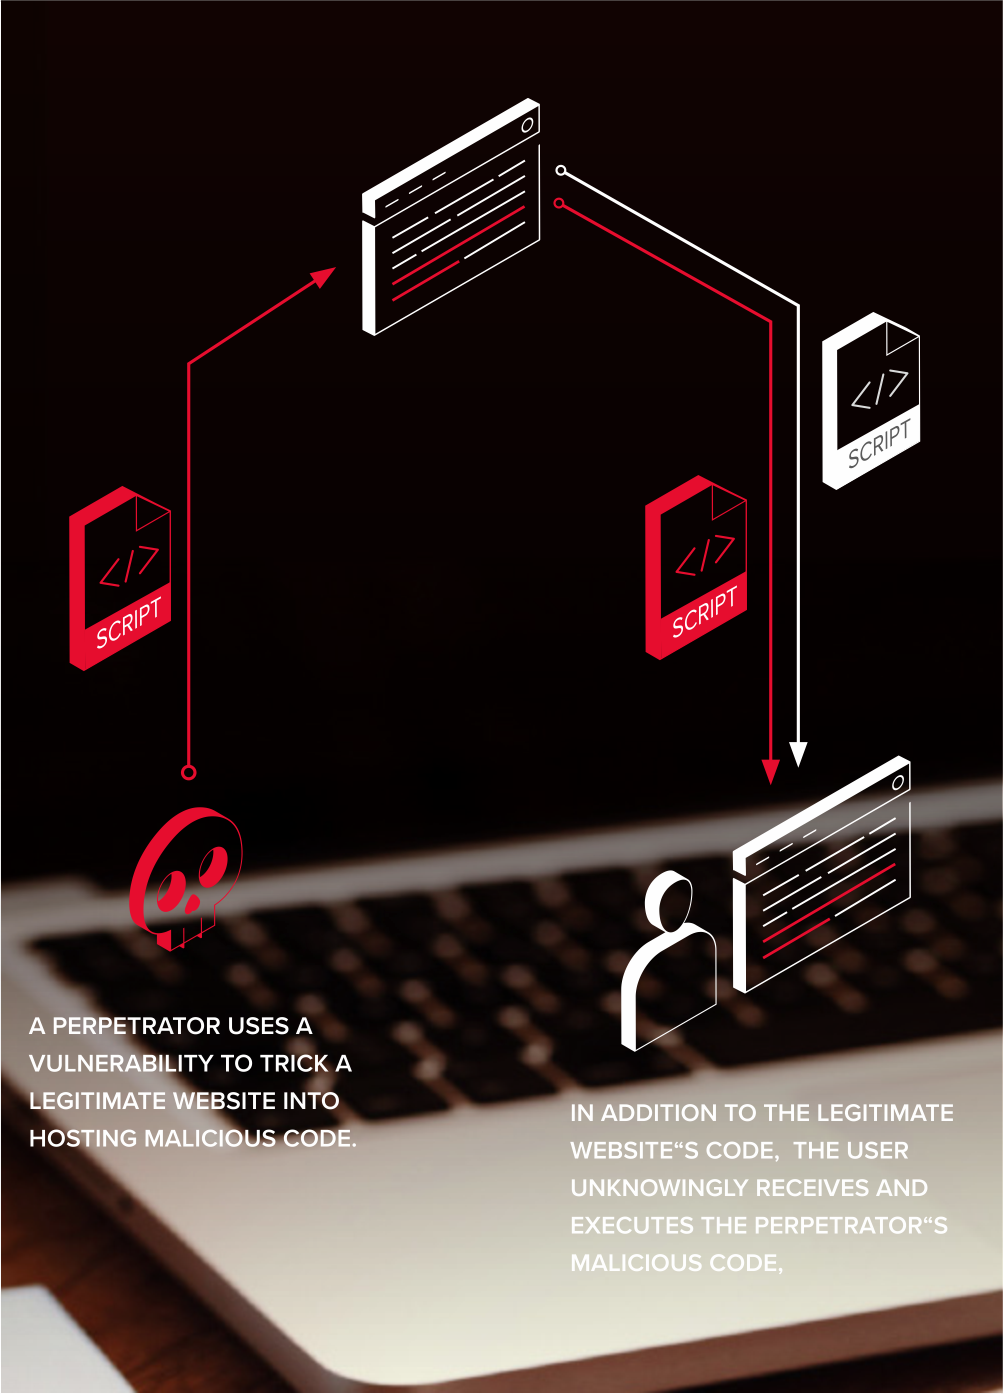 </> 
SCRIPT
</>
SCRIPT
</>
SCRIPT
A PERPETRATOR USES A
VULNERABILITY TO TRICK A
LEGITIMATE WEBSITE INTO
HOSTING MALICIOUS CODE.
IN ADDITION TO THE LEGITIMATE
WEBSITE“S CODE,  THE USER
UNKNOWINGLY RECEIVES AND
EXECUTES THE PERPETRATOR“S
MALICIOUS CODE,